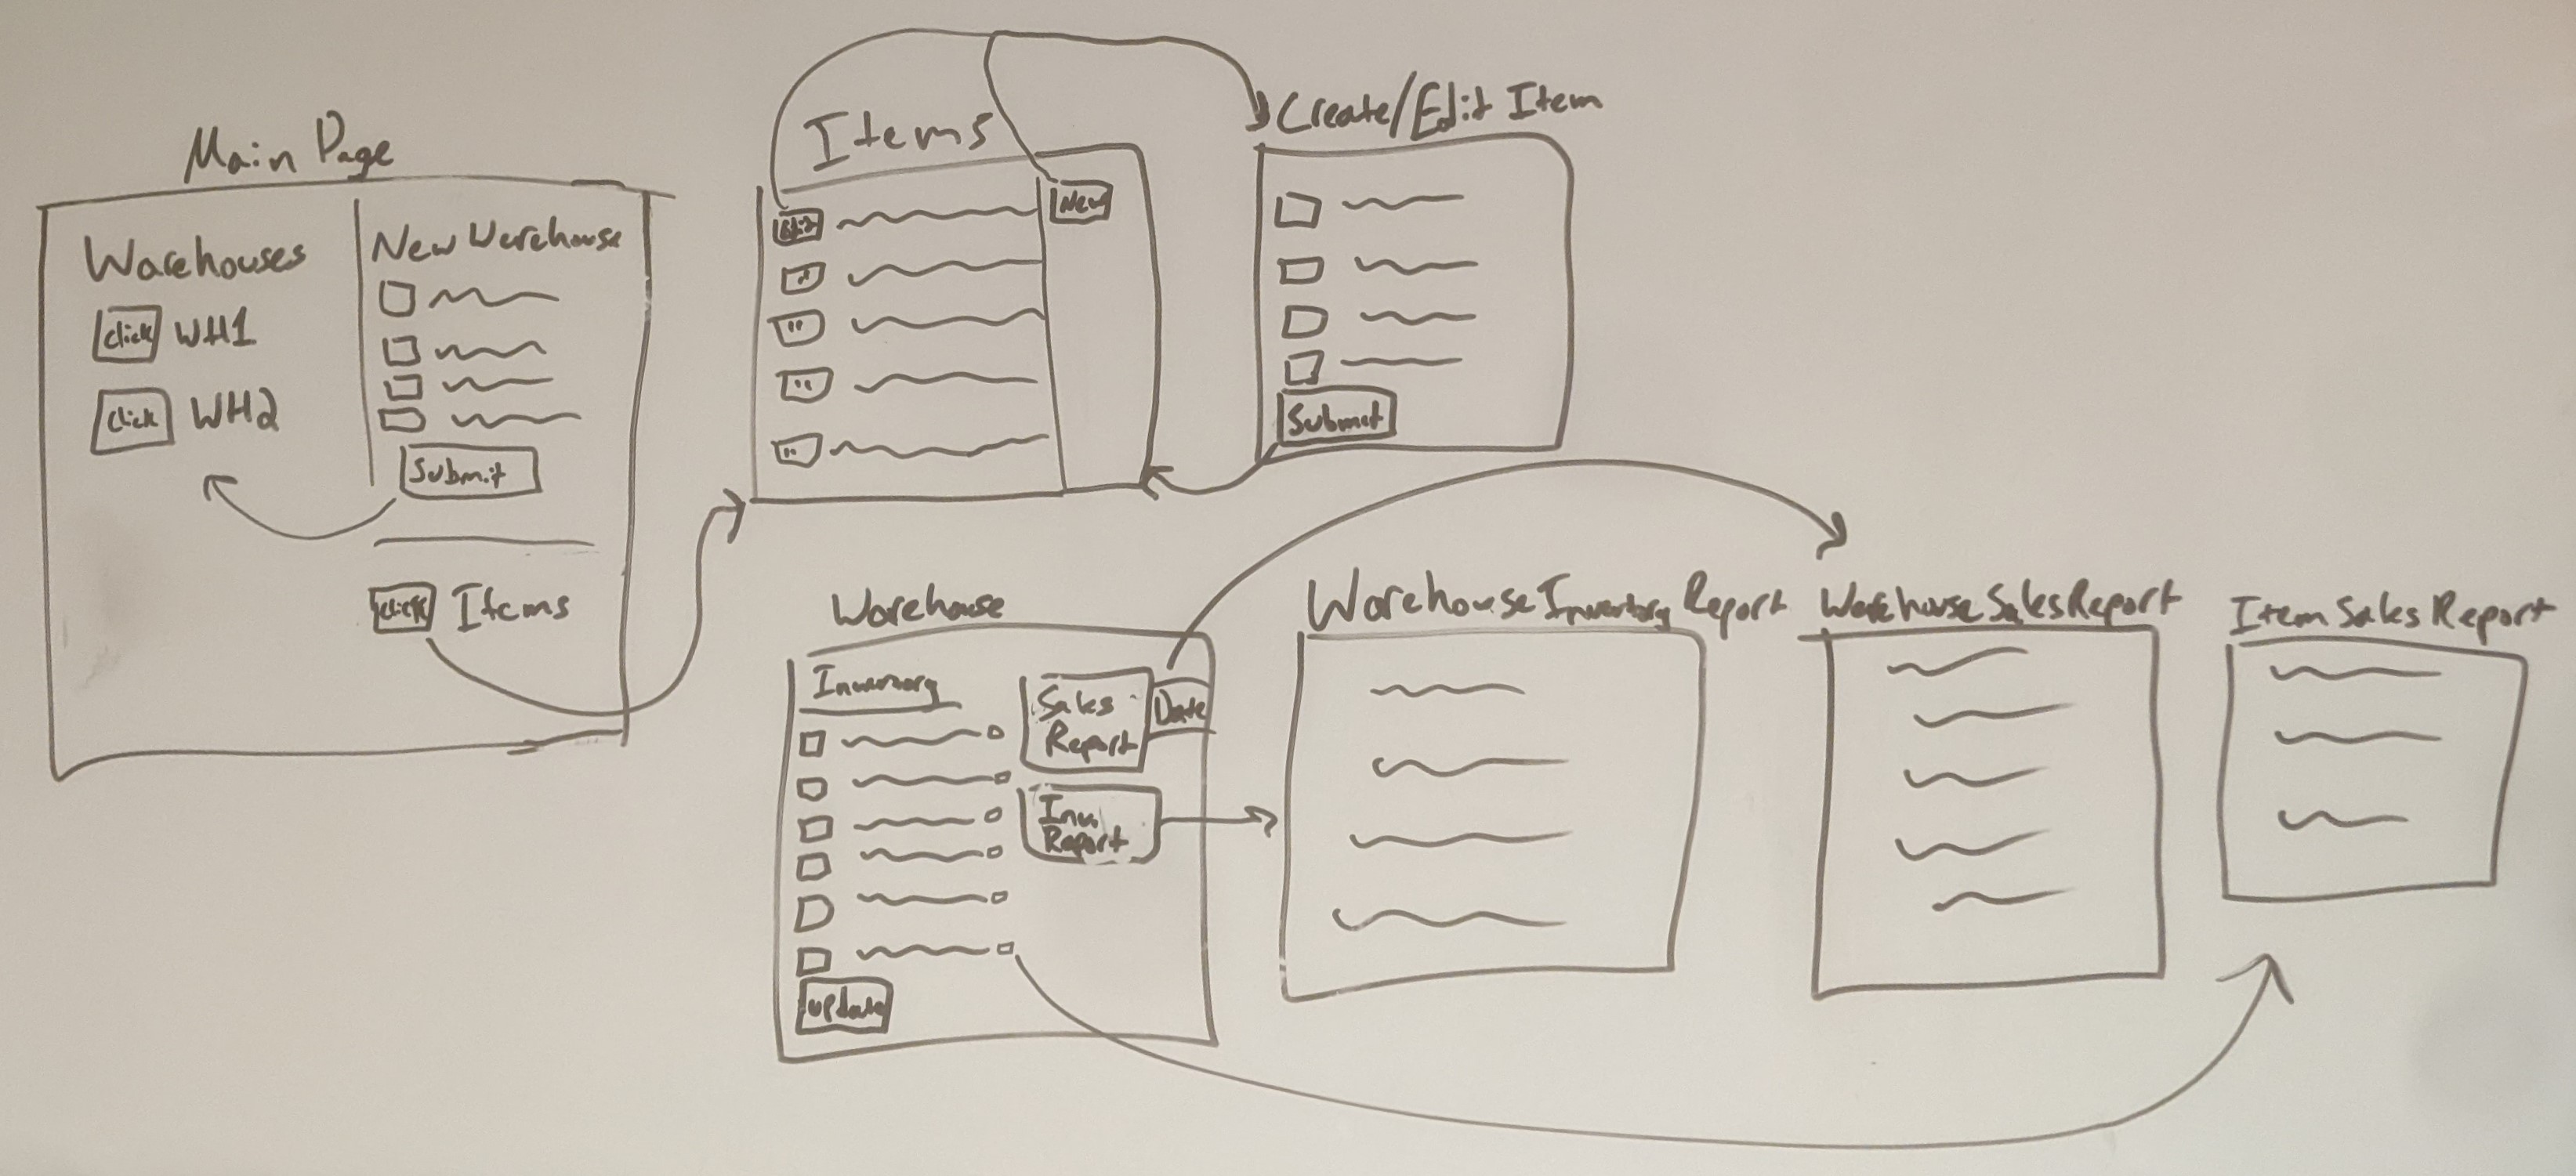 Main Page
Warehouses
click WH1
click WH2
New Warehouse
Submit
click Items
Items
Edit
New
Create/Edit Item
Submit
Warehouse
Inventory
Sales
Report
Date
Inv.
Report
update
Warehouse Inventory Report
Warehouse Sales Report
Item Sales Report